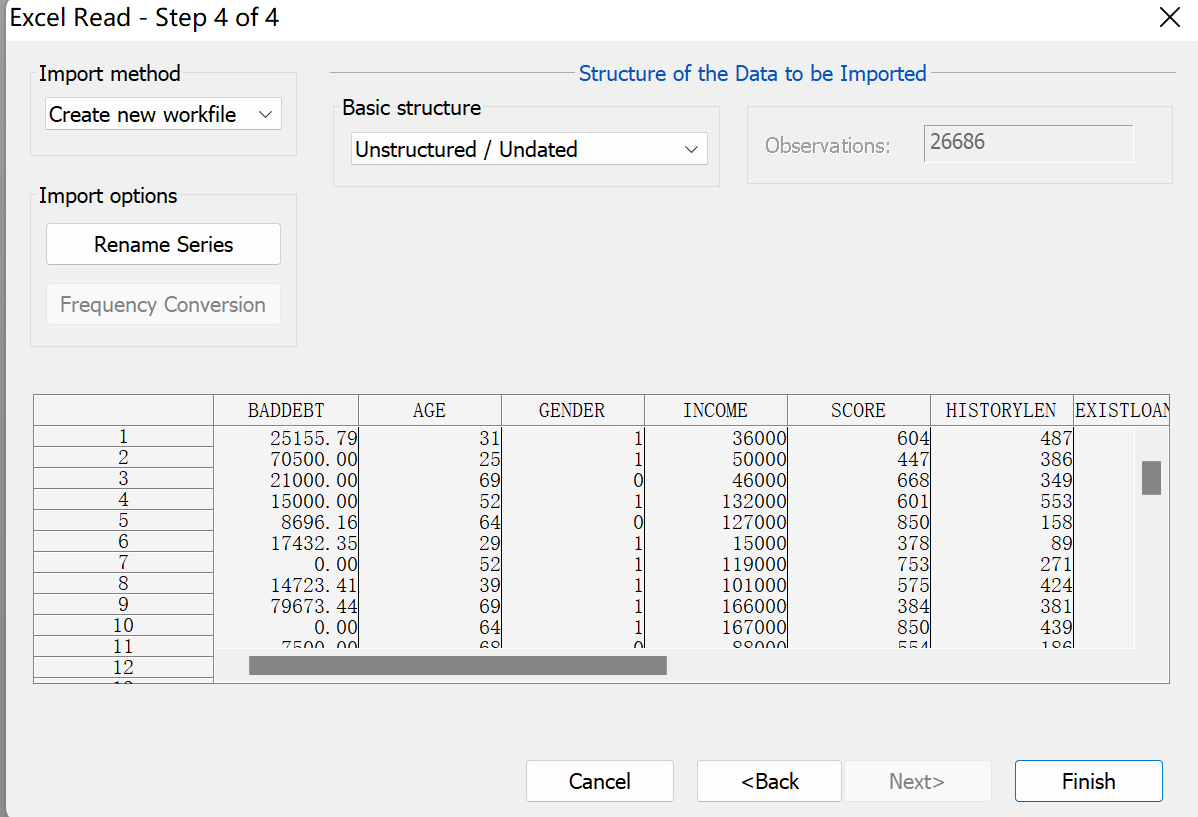 Excel Read - Step 4 of 4
Import method
Create new workfile
Structure of the Data to be Imported
Basic structure
Unstructured / Undated
Observations: 26686
Import options
Rename Series
Frequency Conversion
BADDEBT AGE GENDER INCOME SCORE HISTORYLEN EXISTLOAN
1 25155.79 31 1 36000 604 487
2 70500.00 25 1 50000 447 386
3 21000.00 69 0 46000 668 349
4 15000.00 52 1 132000 601 553
5 8696.16 64 0 127000 850 158
6 17432.35 29 1 15000 378 89
7 0.00 52 1 119000 753 271
8 14723.41 39 1 101000 575 424
9 79673.44 69 1 166000 384 381
10 0.00 64 1 167000 850 439
11 7500.00 68 0 88000 554 186
12
Cancel <Back Next> Finish